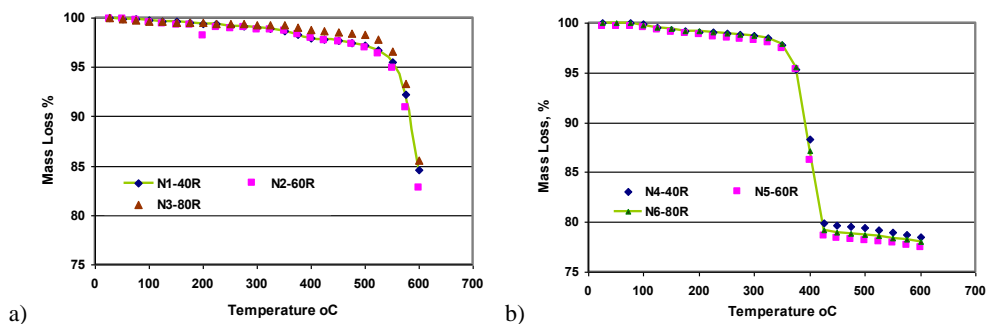 100
95
90
85
80
75
Mass Loss %
N1-40R
N2-60R
N3-80R
0 100 200 300 400 500 600 700
Temperature oC
a)
100
95
90
85
80
75
Mass Loss, %
N4-40R
N5-60R
N6-80R
0 100 200 300 400 500 600 700
Temperature oC
b)